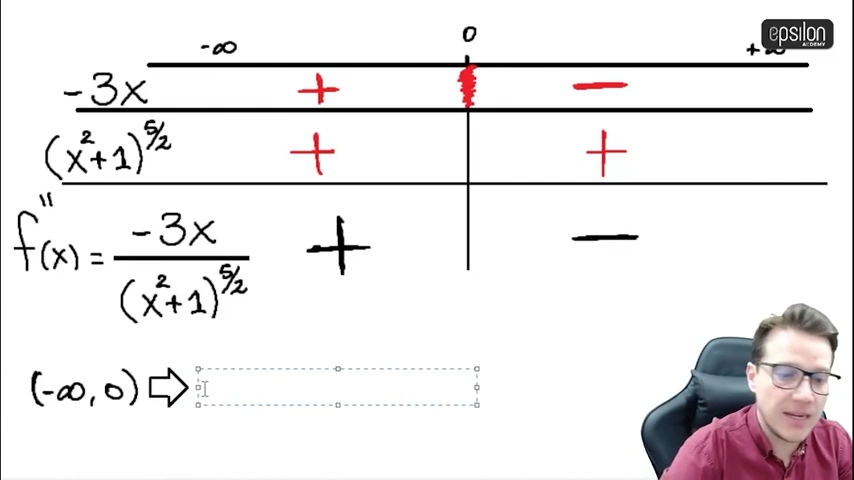 epsilon
ACADEMY
-∞ 0 +∞
-3x + -
(x²+1)^5/2 + +
f''(x) = -3x / (x²+1)^5/2 + -
(-∞, 0) ⇒